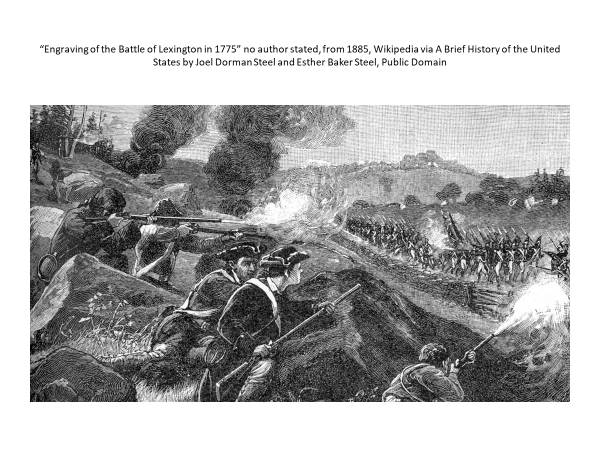 “Engraving of the Battle of Lexington in 1775” no author stated, from 1885, Wikipedia via A Brief History of the United
States by Joel Dorman Steel and Esther Baker Steel, Public Domain